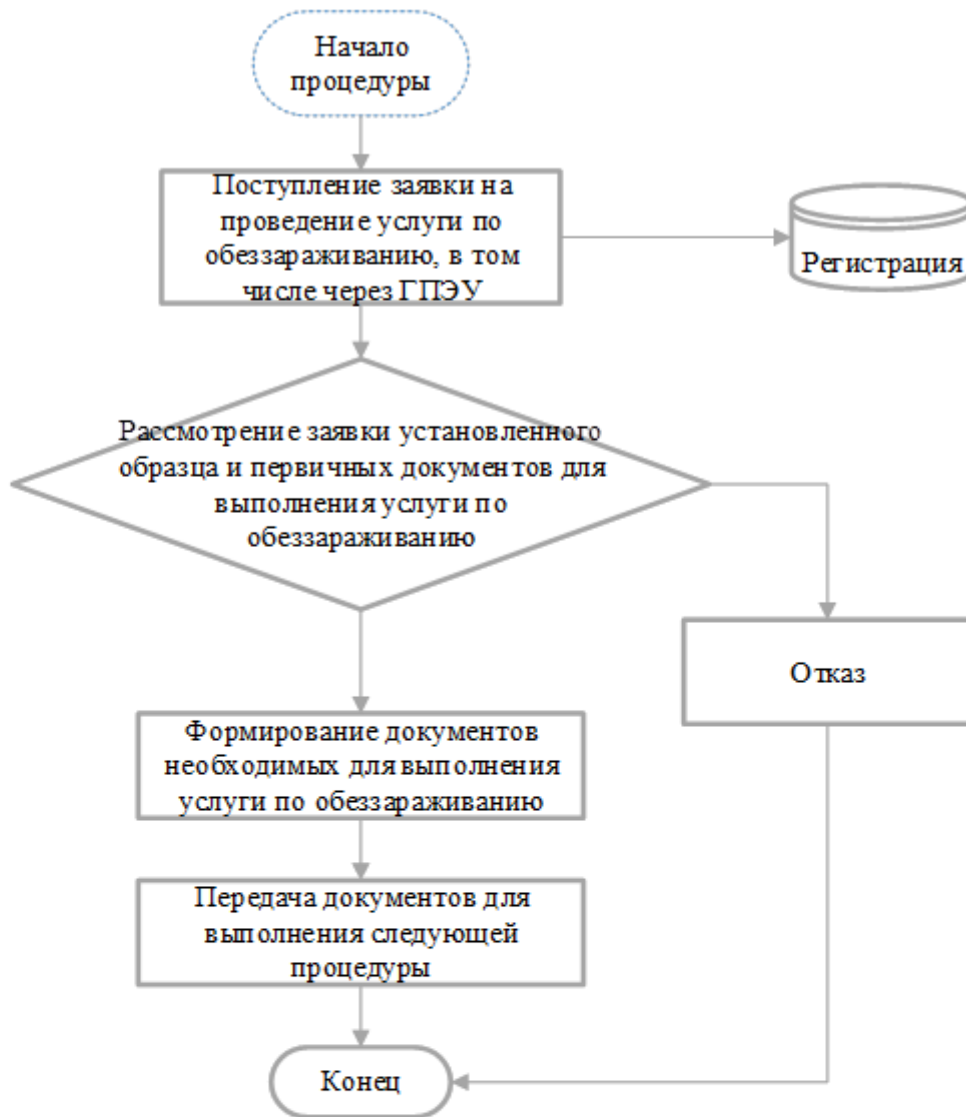 Начало
процедуры
Поступление заявки на
проведение услуги по
обеззараживанию, в том
числе через ГПЭУ
Регистрация
Рассмотрение заявки установленного
образца и первичных документов для
выполнения услуги по
обеззараживанию
Отказ
Формирование документов
необходимых для выполнения
услуги по обеззараживанию
Передача документов для
выполнения следующей
процедуры
Конец